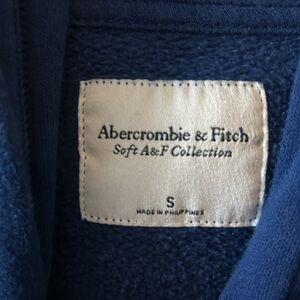 Abercrombie & Fitch
Soft A&F Collection
S
MADE IN PHILIPPINES